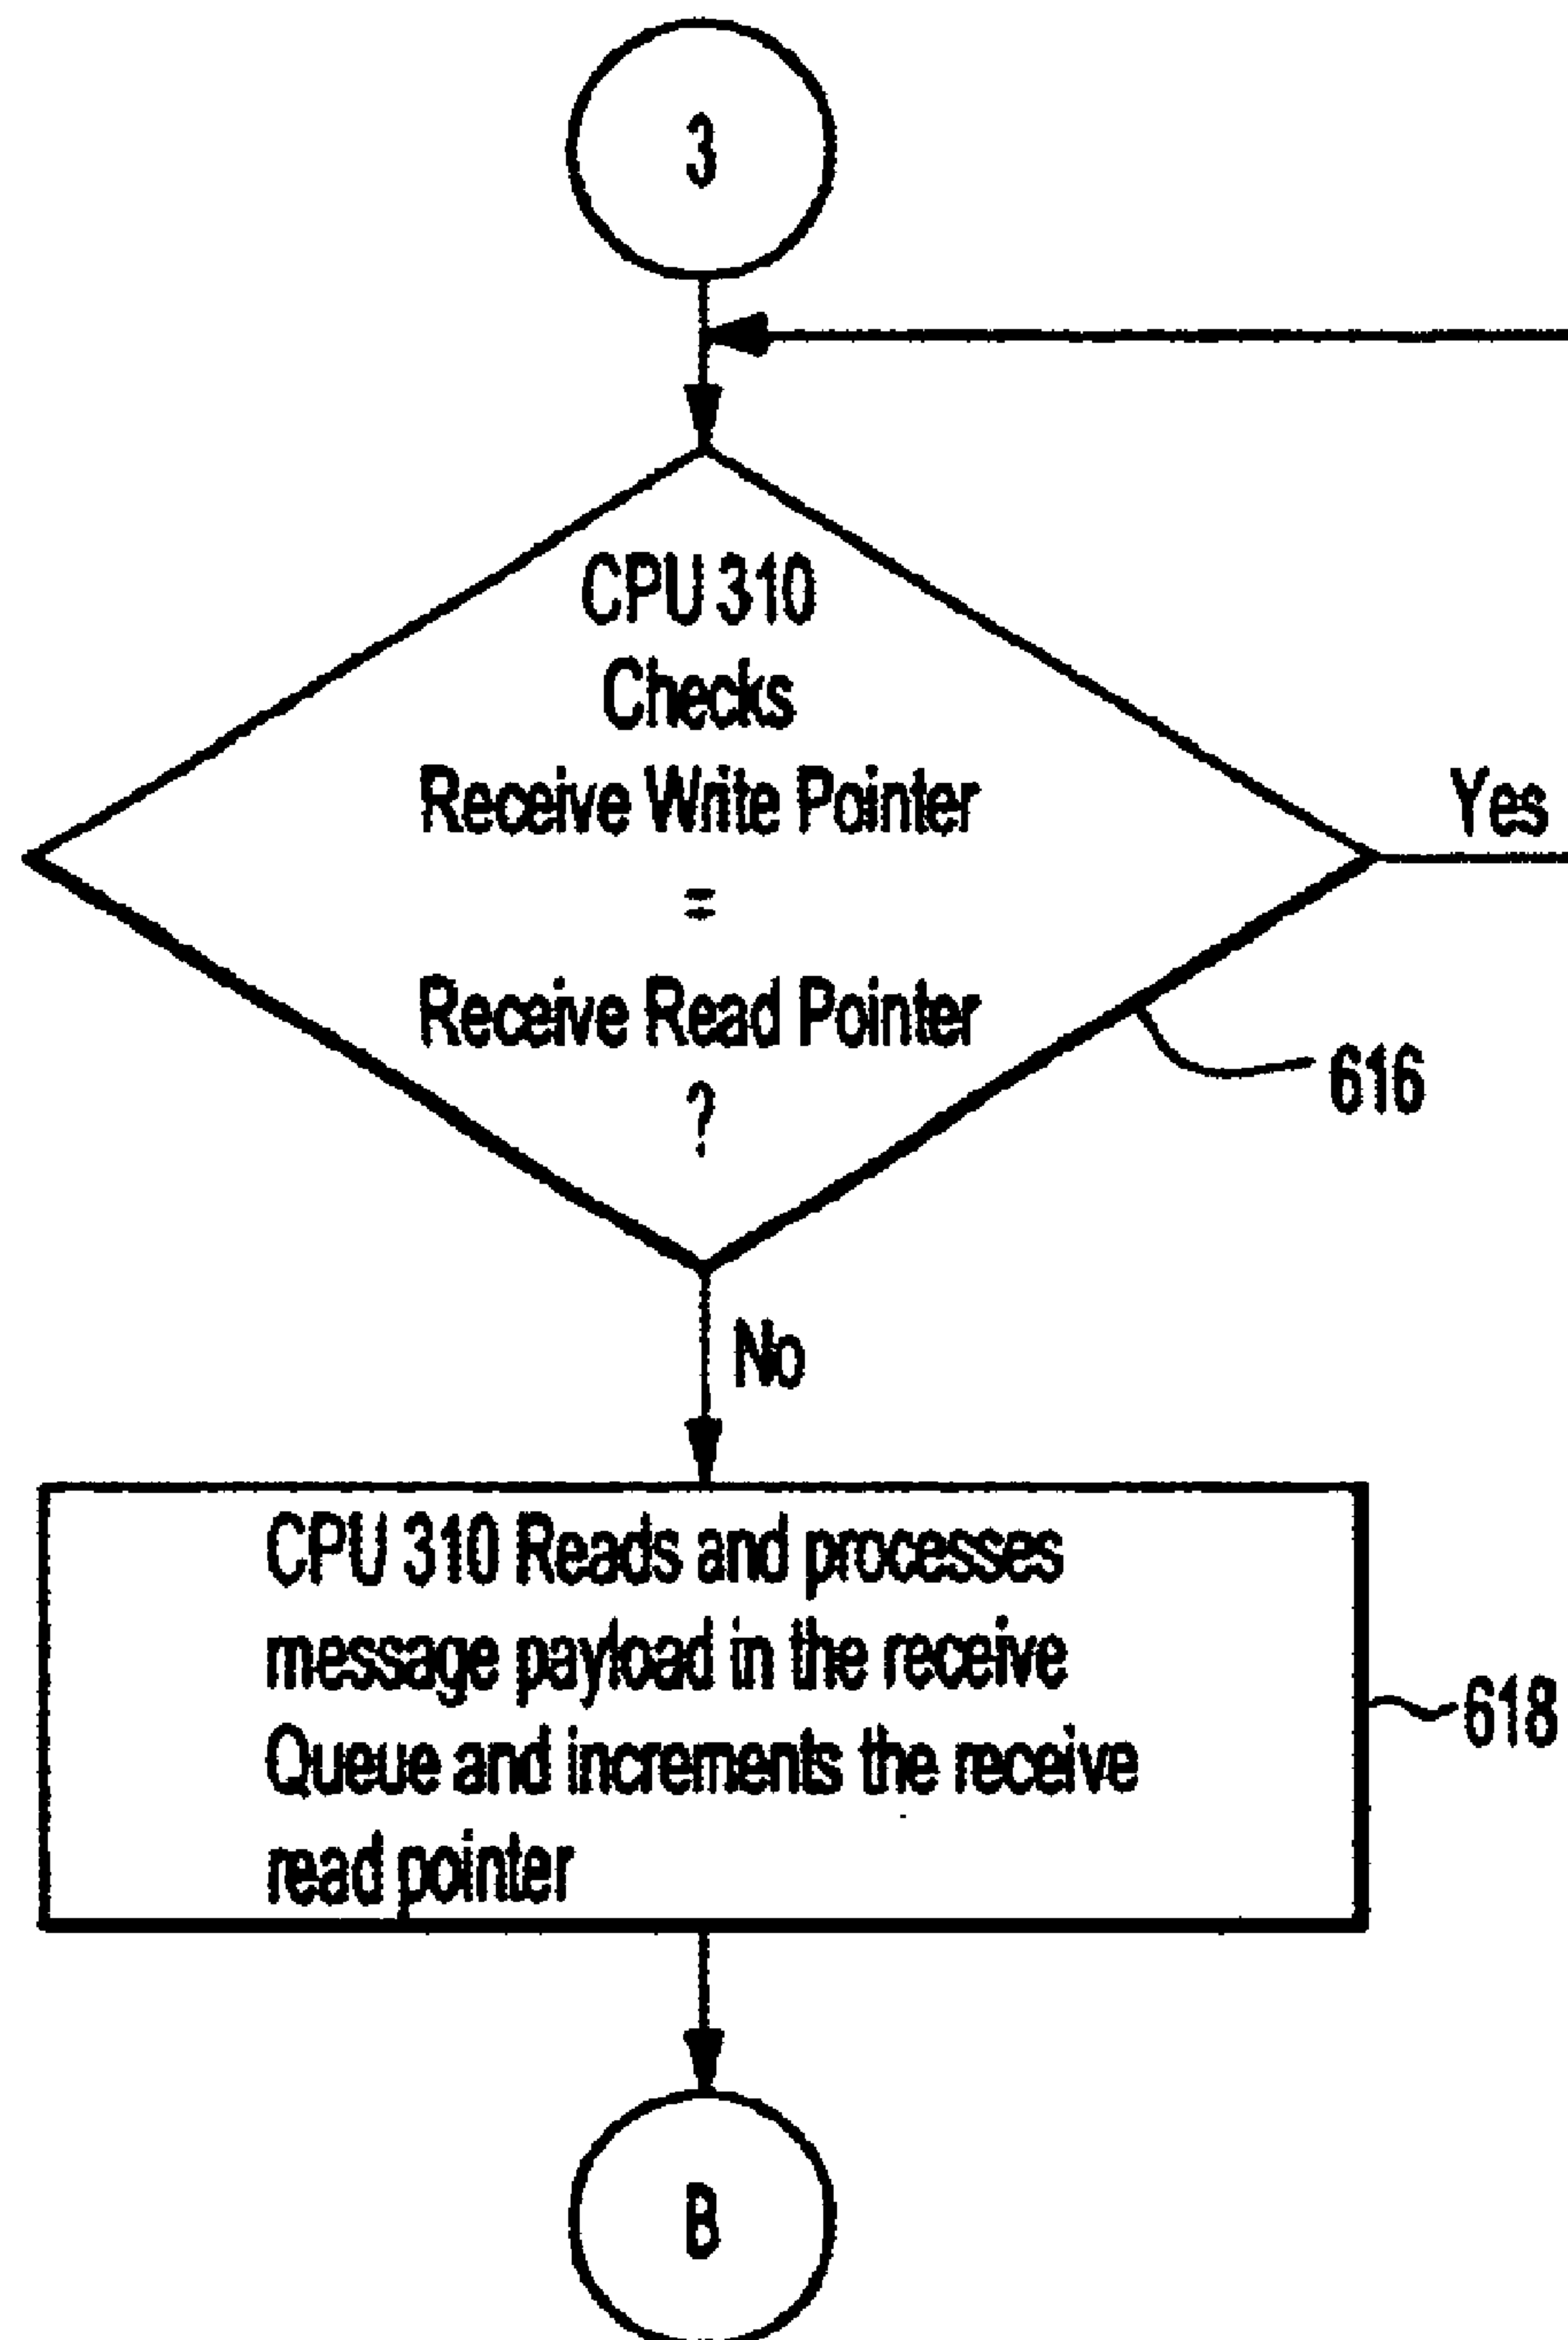 3
CPU 310
Checks
Receive Write Pointer
=
Receive Read Pointer
?
Yes
616
No
CPU 310 Reads and processes
message payload in the receive
Queue and increments the receive
read pointer
618
B